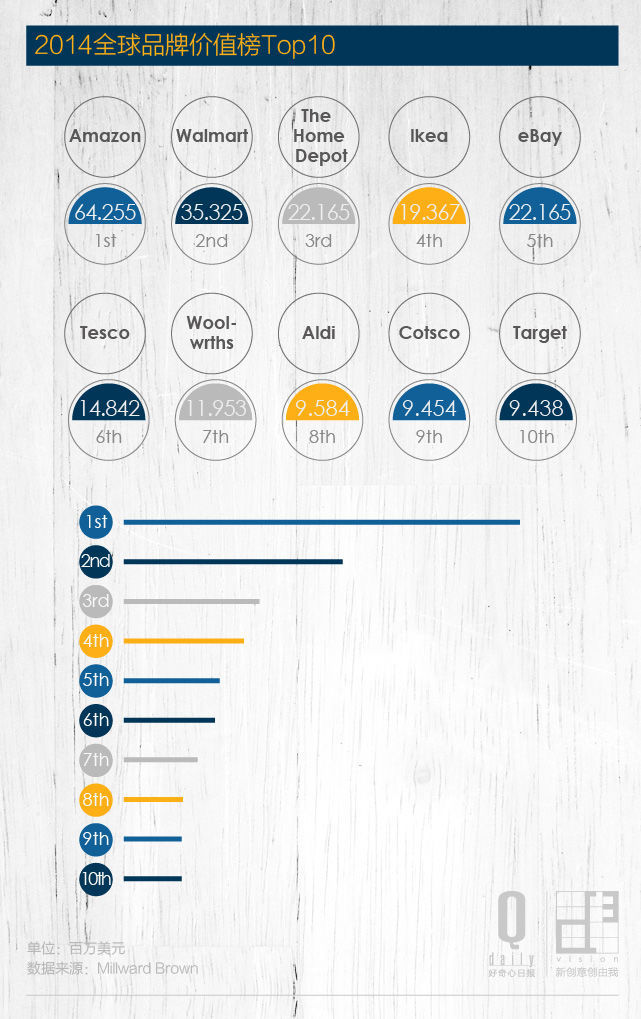 2014全球品牌价值榜Top10
Amazon
Walmart
The
Home
Depot
Ikea
eBay
64.255
35.325
22.165
19.367
22.165
1st
2nd
3rd
4th
5th
Tesco
Wool-
wrths
Aldi
Cotsco
Target
14.842
11.953
9.584
9.454
9.438
6th
7th
8th
9th
10th
1st
2nd
3rd
4th
5th
6th
7th
8th
9th
10th
单位：百万美元
数据来源：Millward Brown
Q
daily
好奇心日报
d3
vision
新创意创由我